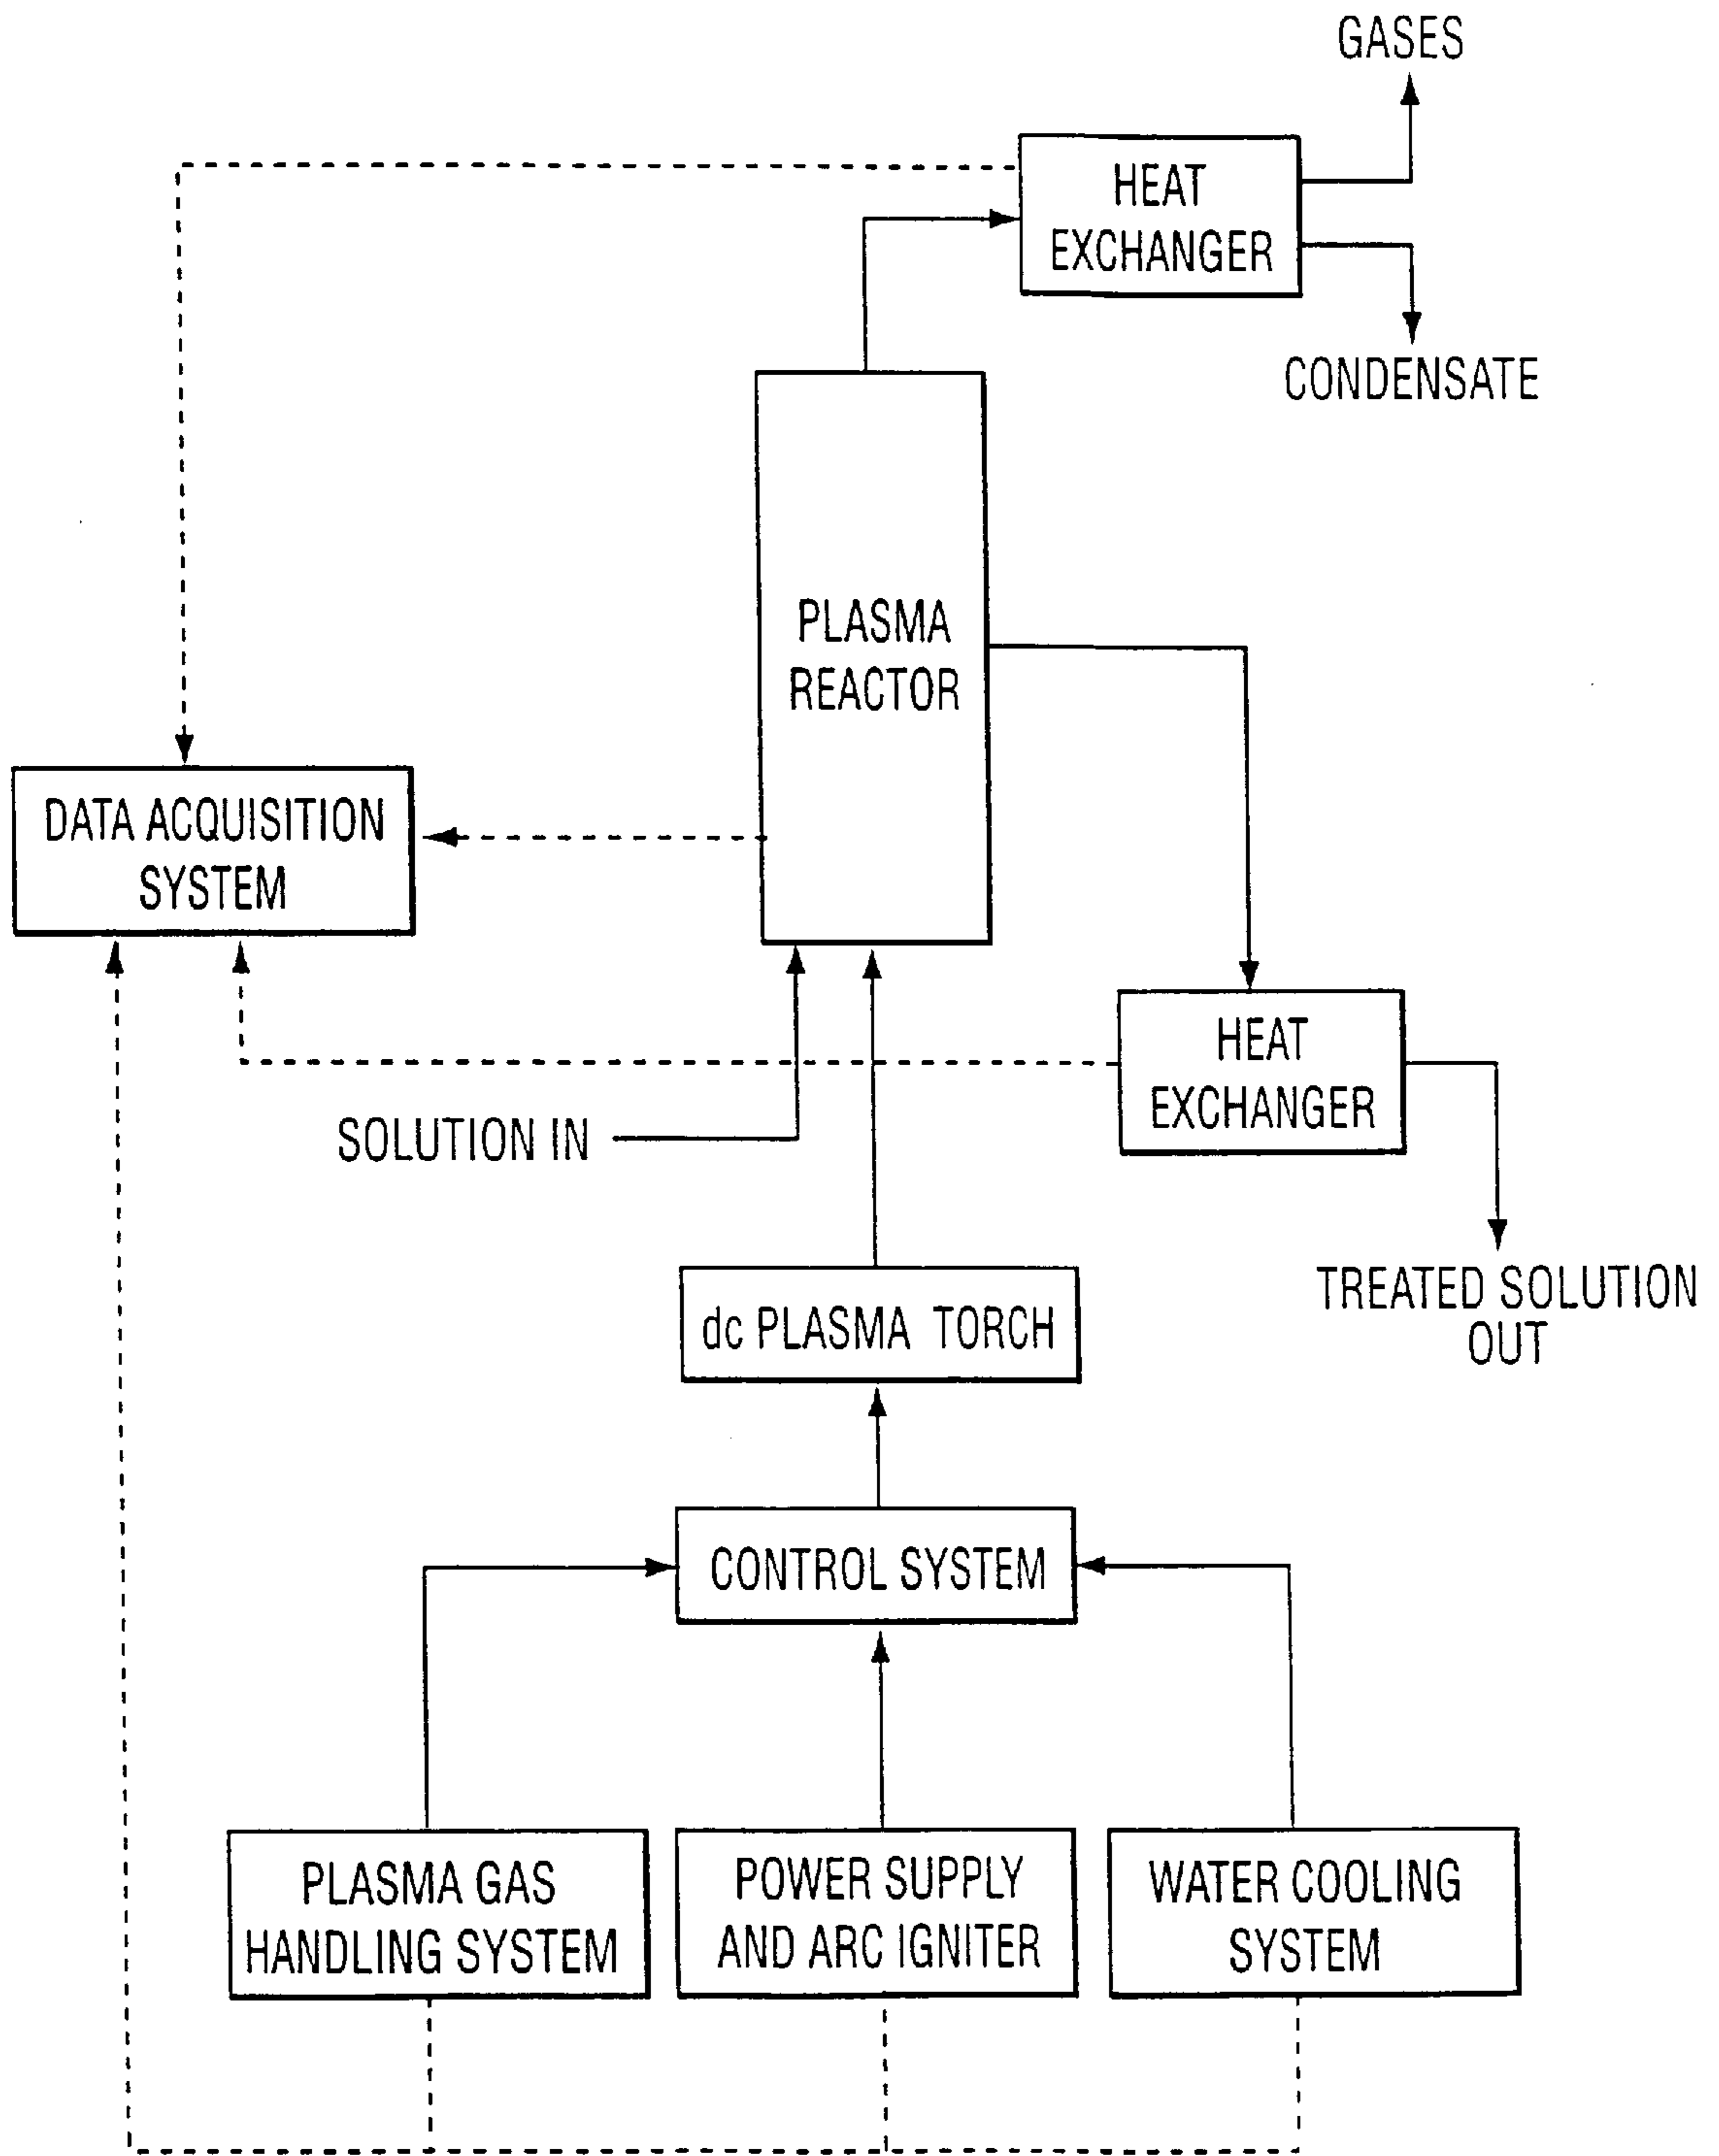 GASES
HEAT
EXCHANGER
CONDENSATE
PLASMA
REACTOR
DATA ACQUISITION
SYSTEM
HEAT
EXCHANGER
SOLUTION IN
TREATED SOLUTION
OUT
dc PLASMA TORCH
CONTROL SYSTEM
PLASMA GAS
HANDLING SYSTEM
POWER SUPPLY
AND ARC IGNITER
WATER COOLING
SYSTEM